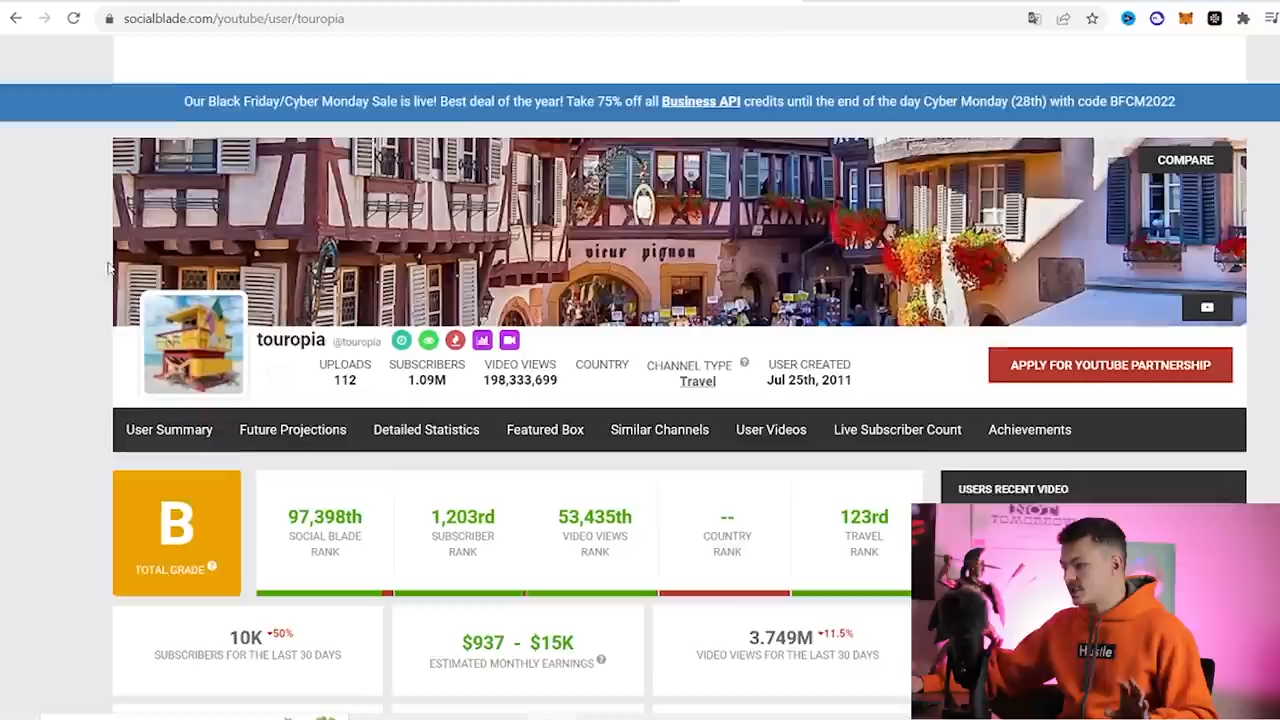 socialblade.com/youtube/user/touropia
Our Black Friday/Cyber Monday Sale is live! Best deal of the year! Take 75% off all Business API credits until the end of the day Cyber Monday (28th) with code BFCM2022
COMPARE
vieux pignon
touropia @touropia
UPLOADS SUBSCRIBERS VIDEO VIEWS COUNTRY CHANNEL TYPE USER CREATED
112 1.09M 198,333,699 Travel Jul 25th, 2011
APPLY FOR YOUTUBE PARTNERSHIP
User Summary Future Projections Detailed Statistics Featured Box Similar Channels User Videos Live Subscriber Count Achievements
B
TOTAL GRADE
97,398th 1,203rd 53,435th -- 123rd
SOCIAL BLADE SUBSCRIBER VIDEO VIEWS COUNTRY TRAVEL
RANK RANK RANK RANK RANK
USERS RECENT VIDEO
NOT
TOMORROW
10K -50%
SUBSCRIBERS FOR THE LAST 30 DAYS
$937 - $15K
ESTIMATED MONTHLY EARNINGS
3.749M -11.5%
VIDEO VIEWS FOR THE LAST 30 DAYS
Hustle